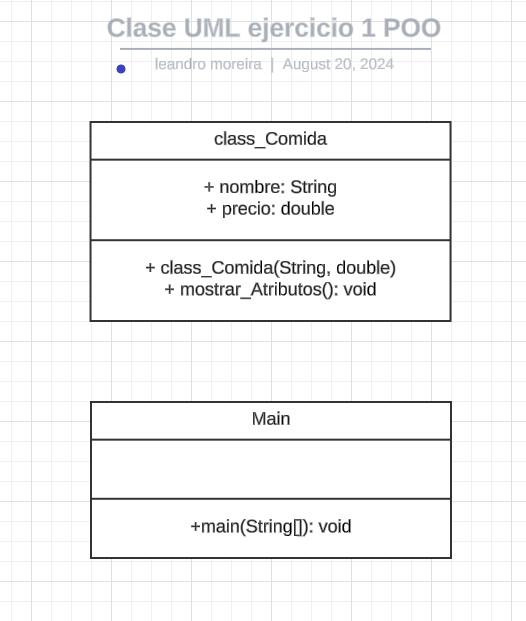 Clase UML ejercicio 1 POO
leandro moreira | August 20, 2024
class_Comida
+ nombre: String
+ precio: double
+ class_Comida(String, double)
+ mostrar_Atributos(): void
Main
+main(String[]): void